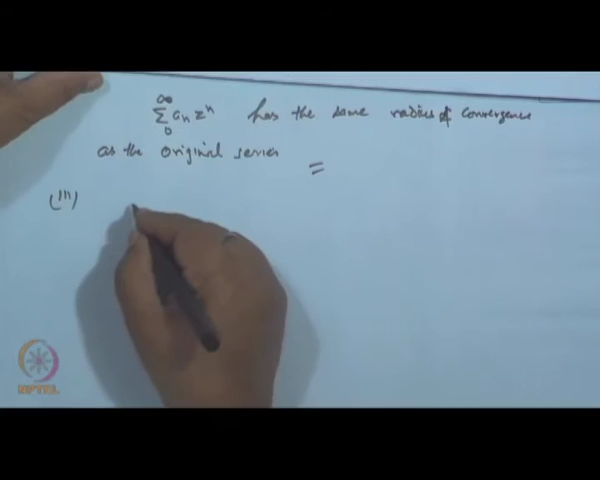 ∞
Σ aₙ zⁿ has the same radius of convergence
0
as the original series
=
(III)
NPTEL